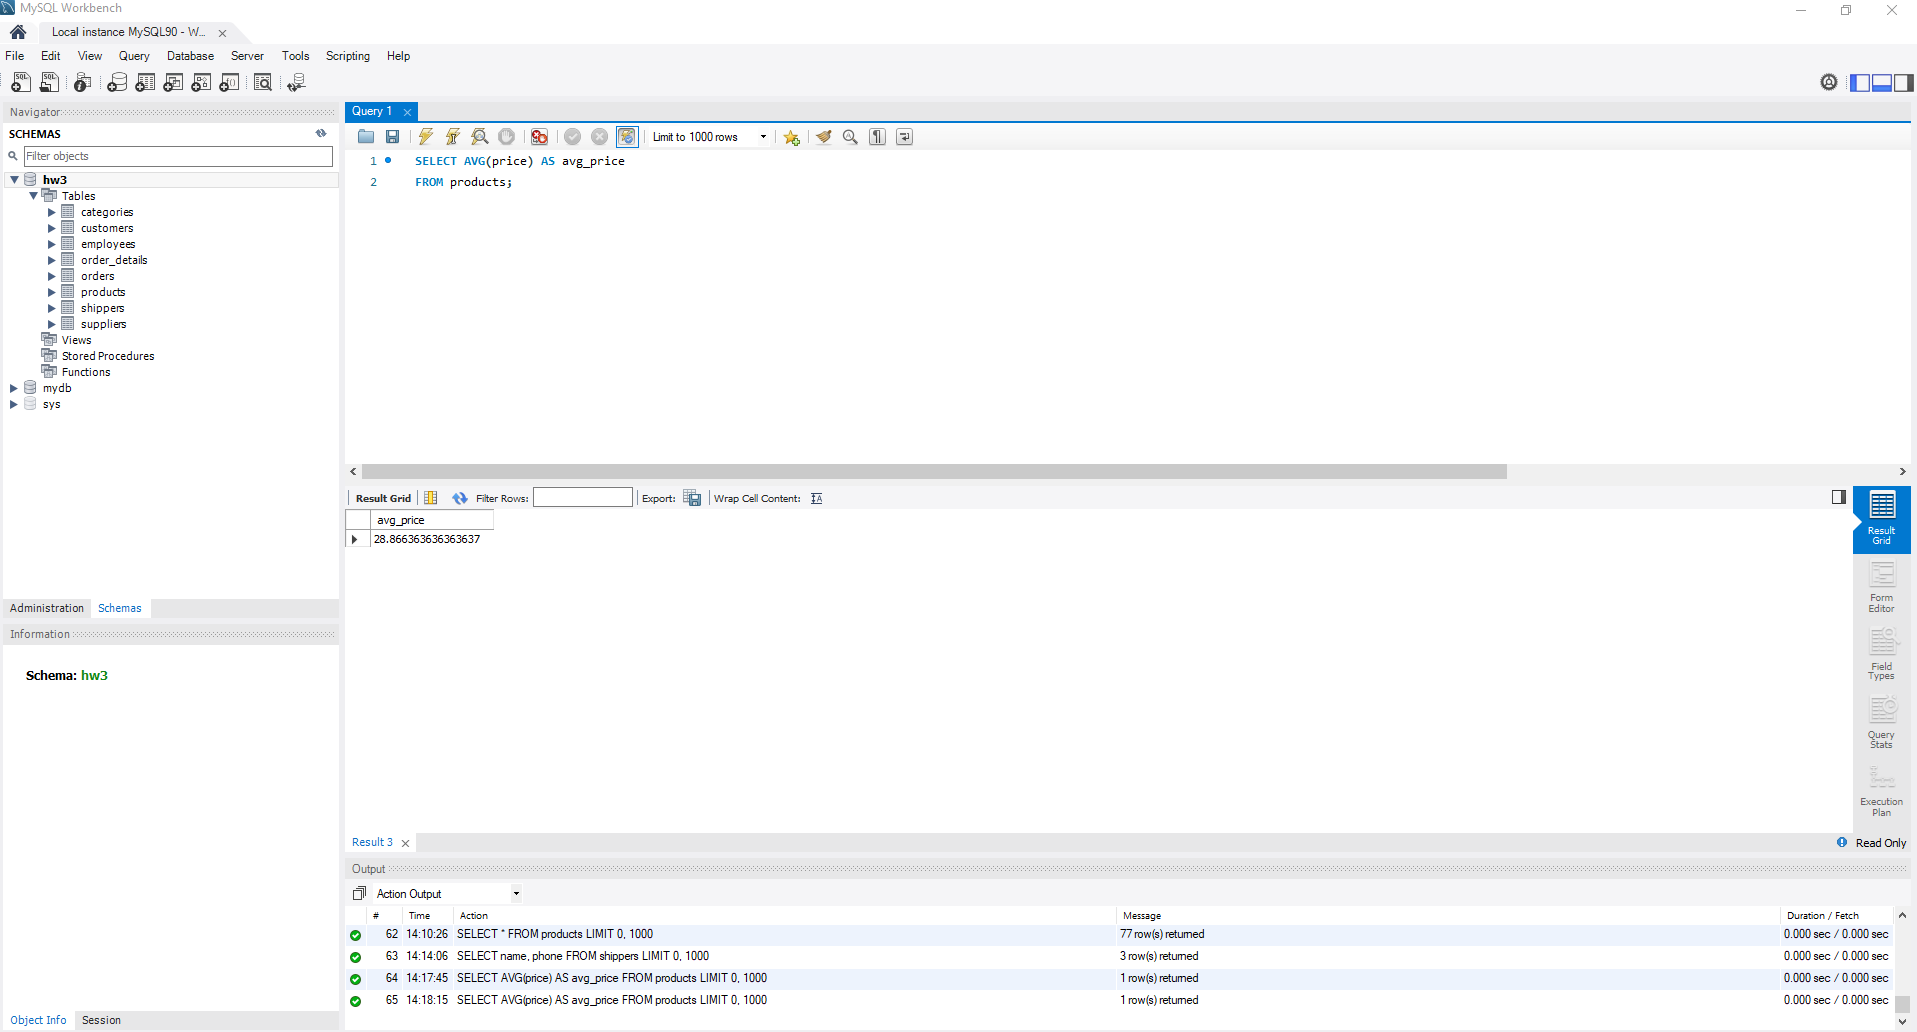 MySQL Workbench
Local instance MySQL90 - W...
File Edit View Query Database Server Tools Scripting Help
Navigator
SCHEMAS
Filter objects
hw3
Tables
categories
customers
employees
order_details
orders
products
shippers
suppliers
Views
Stored Procedures
Functions
mydb
sys
Administration Schemas
Information
Schema: hw3
Object Info Session
Query 1
Limit to 1000 rows
1 SELECT AVG(price) AS avg_price
2 FROM products;
Result Grid Filter Rows: Export: Wrap Cell Content:
avg_price
28.866363636363637
Result
Grid
Form
Editor
Field
Types
Query
Stats
Execution
Plan
Result 3
Read Only
Output
Action Output
# Time Action Message Duration / Fetch
62 14:10:26 SELECT * FROM products LIMIT 0, 1000 77 row(s) returned 0.000 sec / 0.000 sec
63 14:14:06 SELECT name, phone FROM shippers LIMIT 0, 1000 3 row(s) returned 0.000 sec / 0.000 sec
64 14:17:45 SELECT AVG(price) AS avg_price FROM products LIMIT 0, 1000 1 row(s) returned 0.000 sec / 0.000 sec
65 14:18:15 SELECT AVG(price) AS avg_price FROM products LIMIT 0, 1000 1 row(s) returned 0.000 sec / 0.000 sec